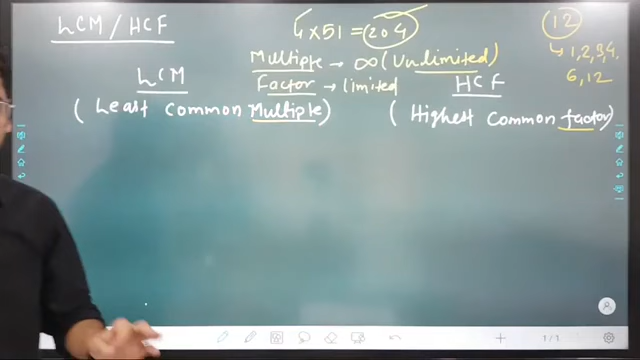 LCM / HCF
4 x 51 = 204
12
↳ 1, 2, 3, 4,
6, 12
Multiple → ∞ (Unlimited)
Factor → limited
LCM
HCF
(Least Common Multiple)
(Highest Common factor)
1/1